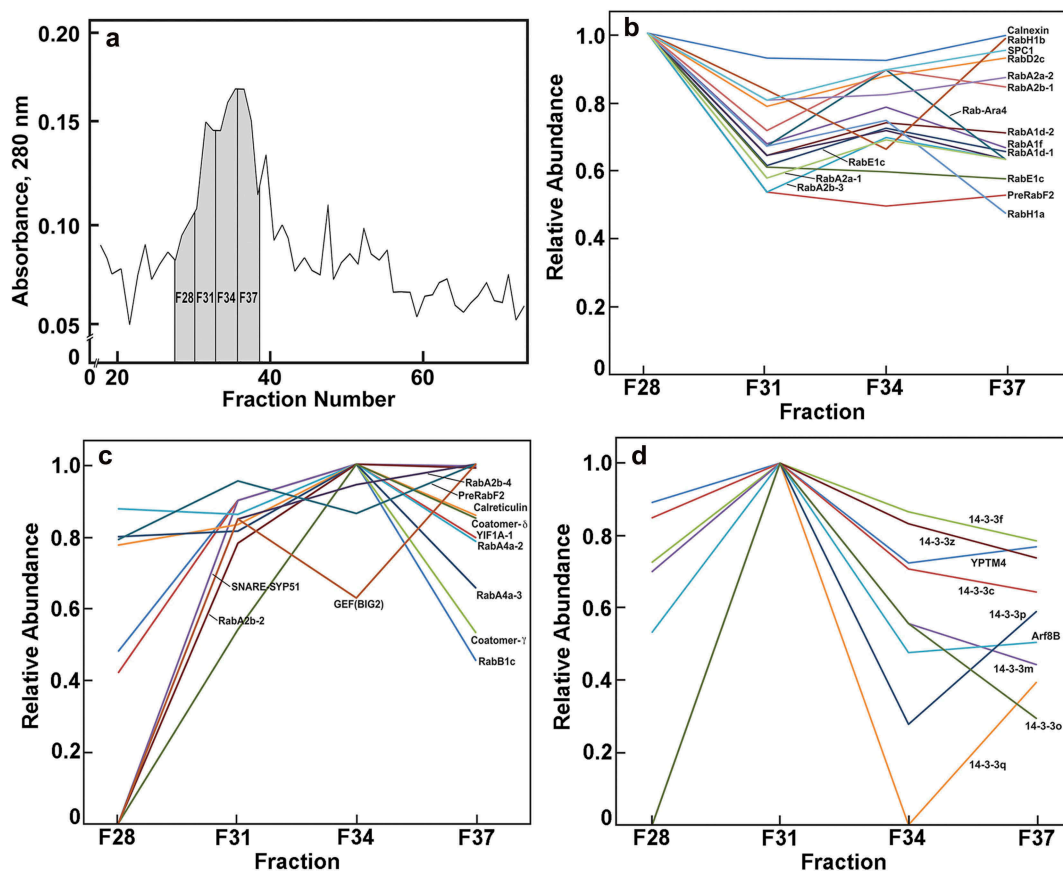 a
0.20
0.15
0.10
0.05
0
Absorbance, 280 nm
F28
F31
F34
F37
0 20
40
60
Fraction Number
b
1.0
0.8
0.6
0.4
0.2
0
Relative Abundance
Calnexin
RabH1b
SPC1
RabD2c
RabA2a-2
RabA2b-1
Rab-Ara4
RabA1d-2
RabA1f
RabA1d-1
RabE1c
RabE1c
RabA2a-1
RabA2b-3
PreRabF2
RabH1a
F28
F31
F34
F37
Fraction
c
1.0
0.8
0.6
0.4
0.2
0
Relative Abundance
RabA2b-4
PreRabF2
Calreticulin
Coatomer-δ
YIF1A-1
RabA4a-2
SNARE-SYP51
RabA4a-3
GEF(BIG2)
RabA2b-2
Coatomer-γ
RabB1c
F28
F31
F34
F37
Fraction
d
1.0
0.8
0.6
0.4
0.2
0
Relative Abundance
14-3-3f
14-3-3z
YPTM4
14-3-3c
14-3-3p
Arf8B
14-3-3m
14-3-3o
14-3-3q
F28
F31
F34
F37
Fraction